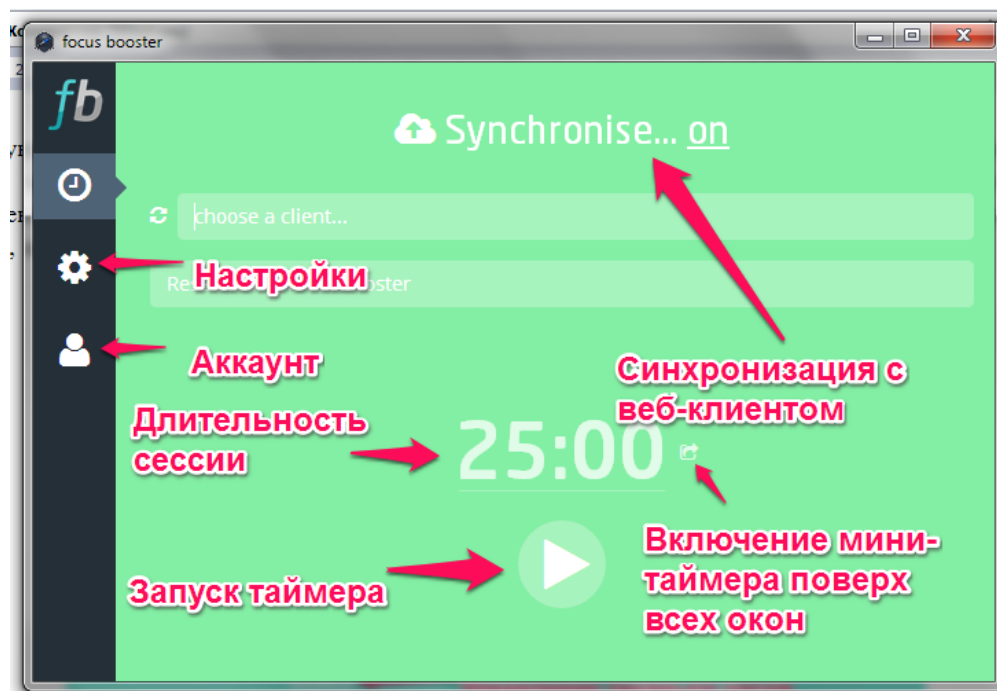 focus booster
fb
Synchronise... on
choose a client...
Настройки
Аккаунт
Синхронизация с
веб-клиентом
Длительность
сессии
25:00
Включение мини-
таймера поверх
всех окон
Запуск таймера